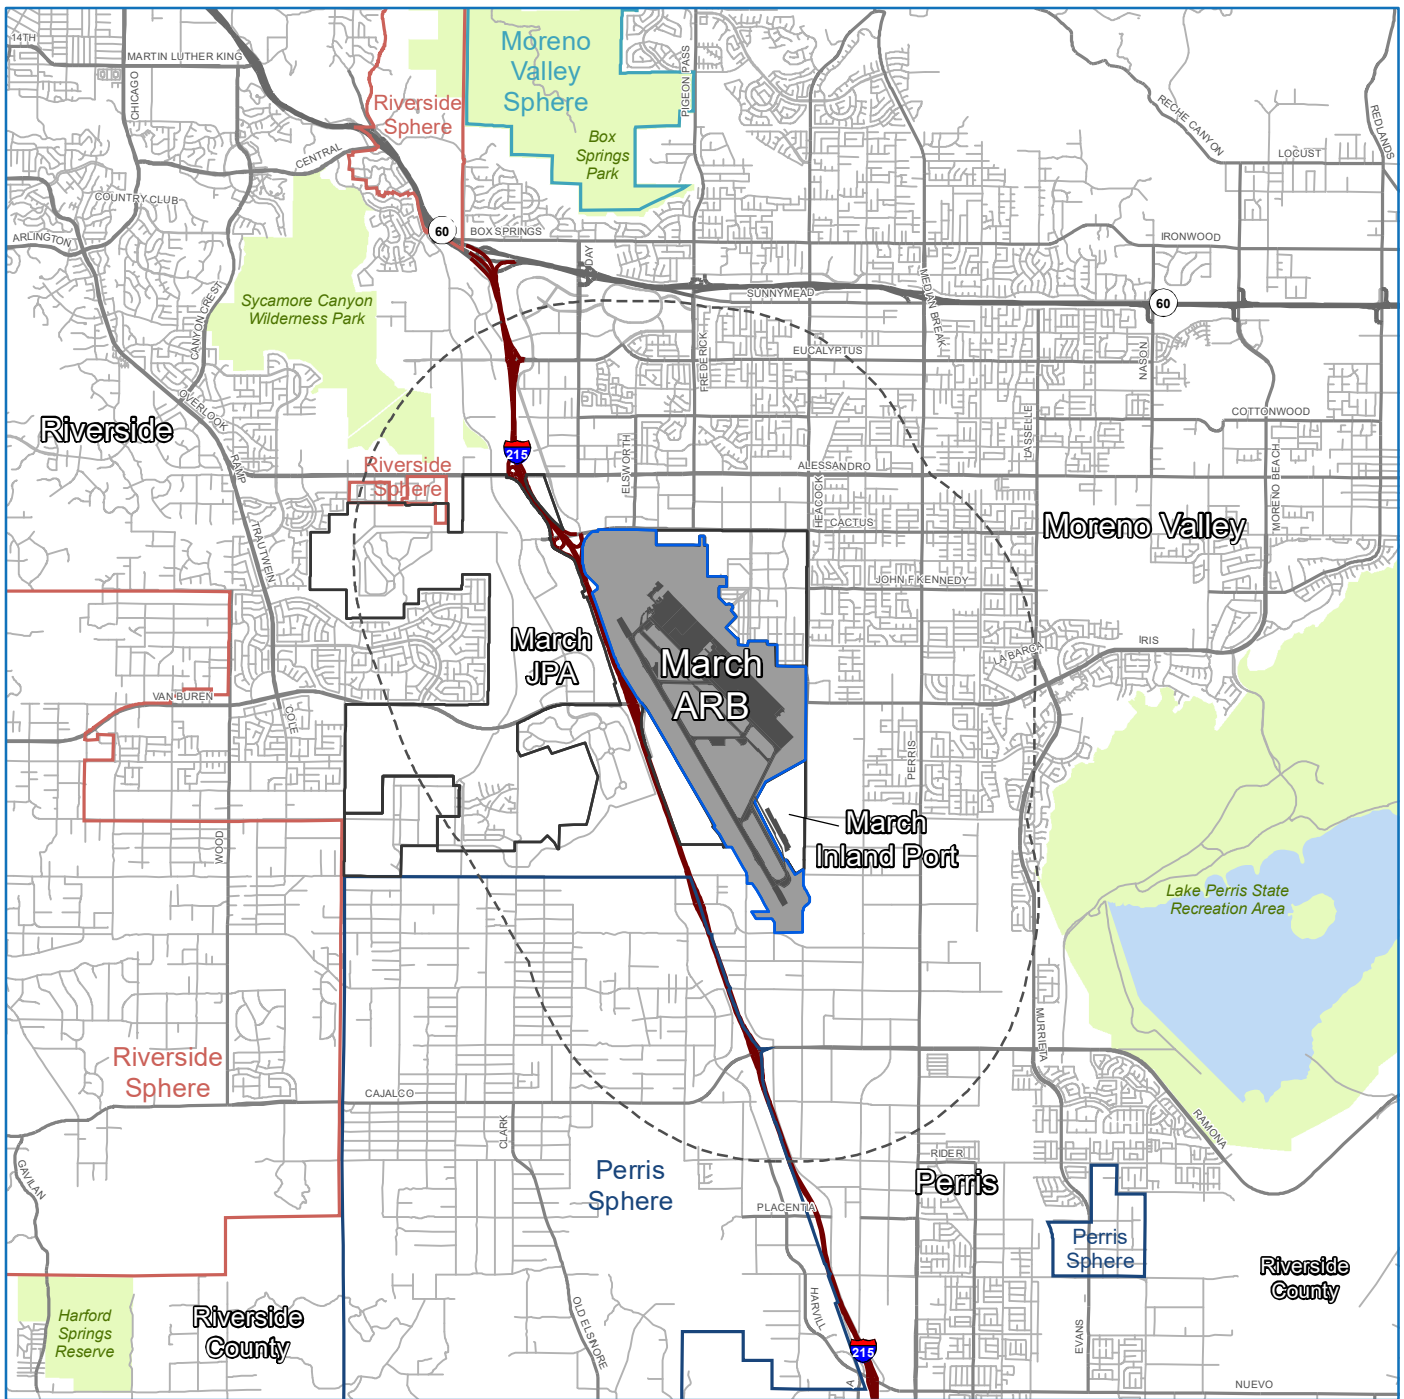 14TH
MARTIN LUTHER KING
CHICAGO
Riverside
Sphere
Moreno
Valley
Sphere
PIGEON PASS
Box
Springs
Park
RECHE CANYON
REDLANDS
LOCUST
CENTRAL
COUNTRY CLUB
ARLINGTON
60
BOX SPRINGS
DAY
IRONWOOD
CANYON CREST
Sycamore Canyon
Wilderness Park
SUNNYMEAD
MEDIAN BREAK
60
FREDERICK
EUCALYPTUS
NASON
OVERLOOK
Riverside
RAMP
215
ELSWORTH
LASSELLE
COTTONWOOD
MORENO BEACH
Riverside
Sphere
ALESSANDRO
HEACOCK
CACTUS
Moreno Valley
TRAUTWEIN
JOHN F KENNEDY
March
JPA
March
ARB
LA BARCA
IRIS
VAN BUREN
COLE
PERRIS
WOOD
March
Inland Port
Lake Perris State
Recreation Area
MURRIETA
Riverside
Sphere
CAJALCO
CLARK
RAMONA
GAVILAN
Perris
Sphere
RIDER
Perris
PLACENTIA
Perris
Sphere
Riverside
County
Harford
Springs
Reserve
Riverside
County
OLD ELSINORE
HARVILL
EVANS
215
A
NUEVO